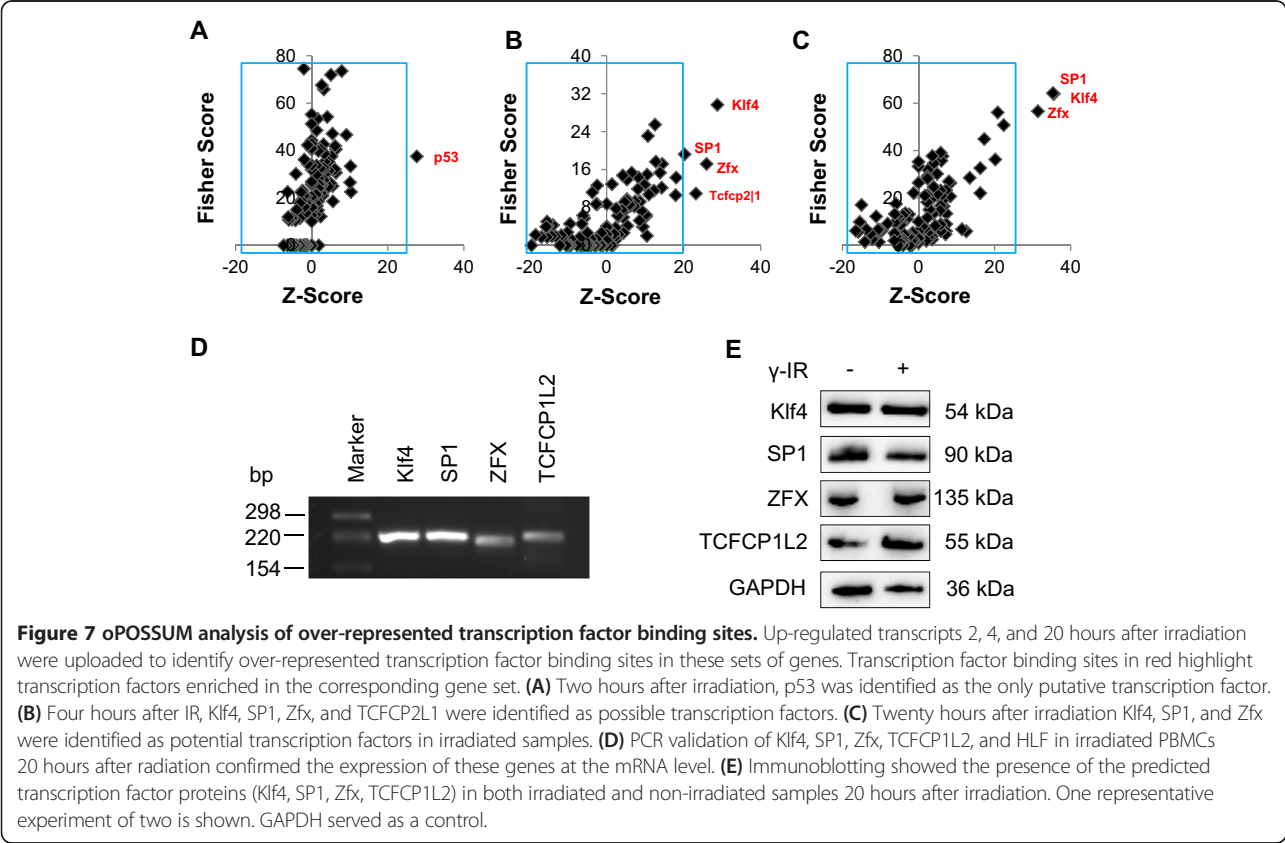 A
80
60
40
20
0
-20
0
20
40
Fisher Score
Z-Score
p53
B
40
32
24
16
8
0
-20
0
20
40
Fisher Score
Z-Score
Klf4
SP1
Zfx
Tcfcp2|1
C
80
60
40
20
0
-20
0
20
40
Fisher Score
Z-Score
SP1
Klf4
Zfx
D
Marker
Klf4
SP1
ZFX
TCFCP1L2
bp
298
220
154
E
γ-IR - +
Klf4 54 kDa
SP1 90 kDa
ZFX 135 kDa
TCFCP1L2 55 kDa
GAPDH 36 kDa
Figure 7 oPOSSUM analysis of over-represented transcription factor binding sites. Up-regulated transcripts 2, 4, and 20 hours after irradiation
were uploaded to identify over-represented transcription factor binding sites in these sets of genes. Transcription factor binding sites in red highlight
transcription factors enriched in the corresponding gene set. (A) Two hours after irradiation, p53 was identified as the only putative transcription factor.
(B) Four hours after IR, Klf4, SP1, Zfx, and TCFCP2L1 were identified as possible transcription factors. (C) Twenty hours after irradiation Klf4, SP1, and Zfx
were identified as potential transcription factors in irradiated samples. (D) PCR validation of Klf4, SP1, Zfx, TCFCP1L2, and HLF in irradiated PBMCs
20 hours after radiation confirmed the expression of these genes at the mRNA level. (E) Immunoblotting showed the presence of the predicted
transcription factor proteins (Klf4, SP1, Zfx, TCFCP1L2) in both irradiated and non-irradiated samples 20 hours after irradiation. One representative
experiment of two is shown. GAPDH served as a control.